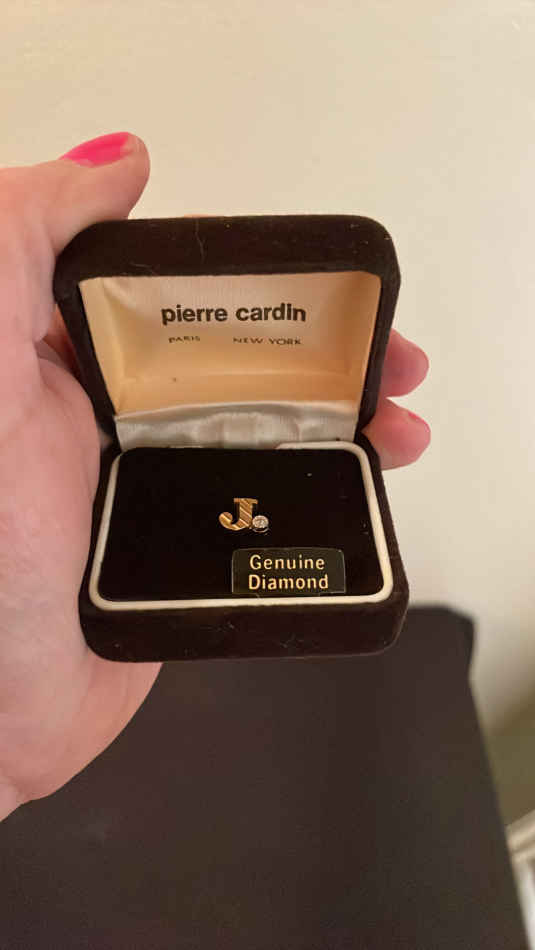 pierre cardin
PARIS NEW YORK
J
Genuine
Diamond